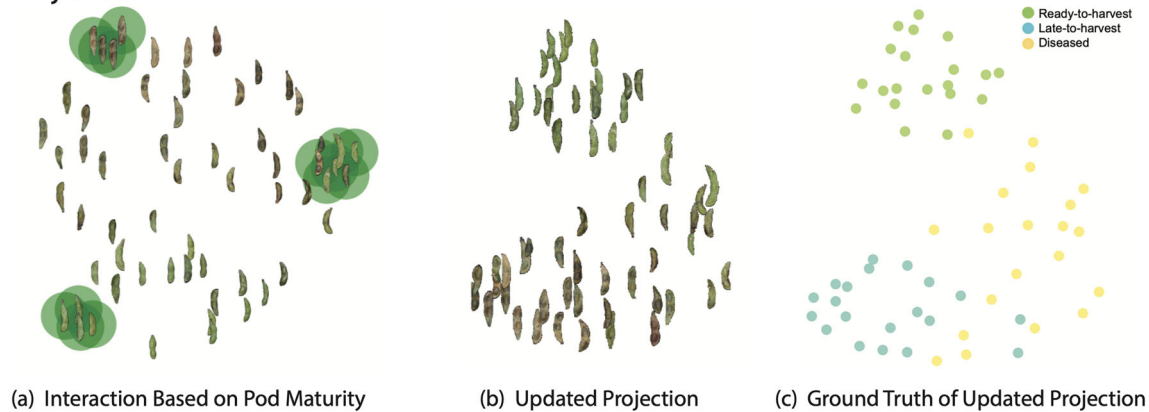 Ready-to-harvest
Late-to-harvest
Diseased
(a) Interaction Based on Pod Maturity
(b) Updated Projection
(c) Ground Truth of Updated Projection